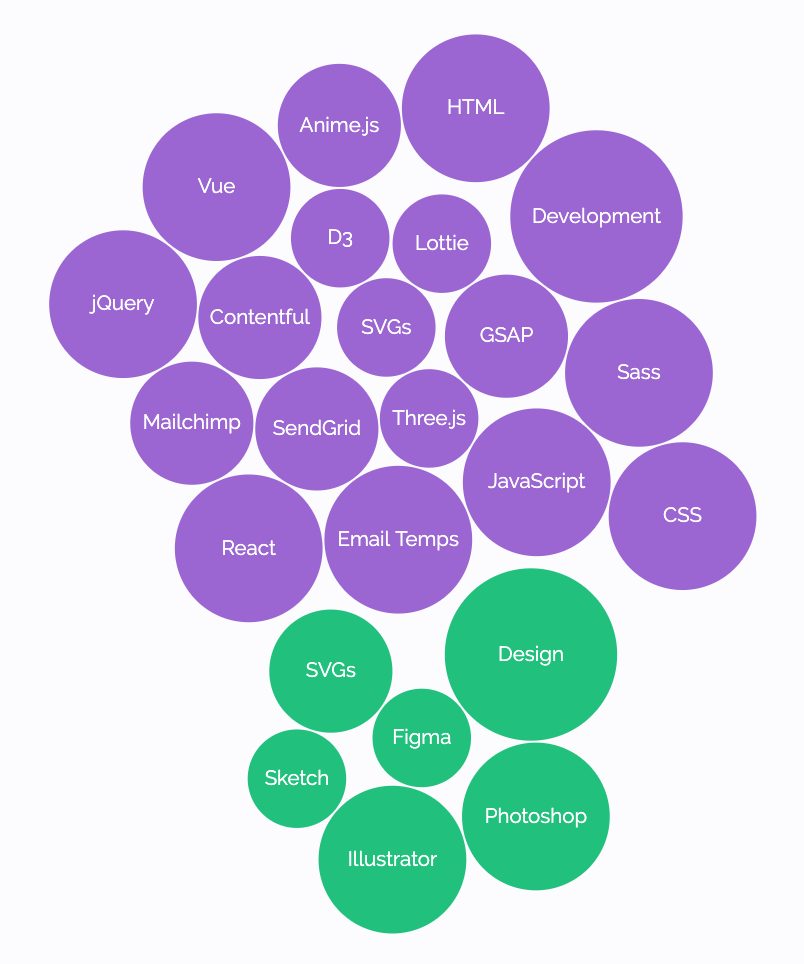 HTML
Anime.js
Vue
Development
D3
Lottie
jQuery
Contentful
SVGs
GSAP
Sass
Mailchimp
SendGrid
Three.js
JavaScript
CSS
React
Email Temps
Design
SVGs
Figma
Sketch
Photoshop
Illustrator